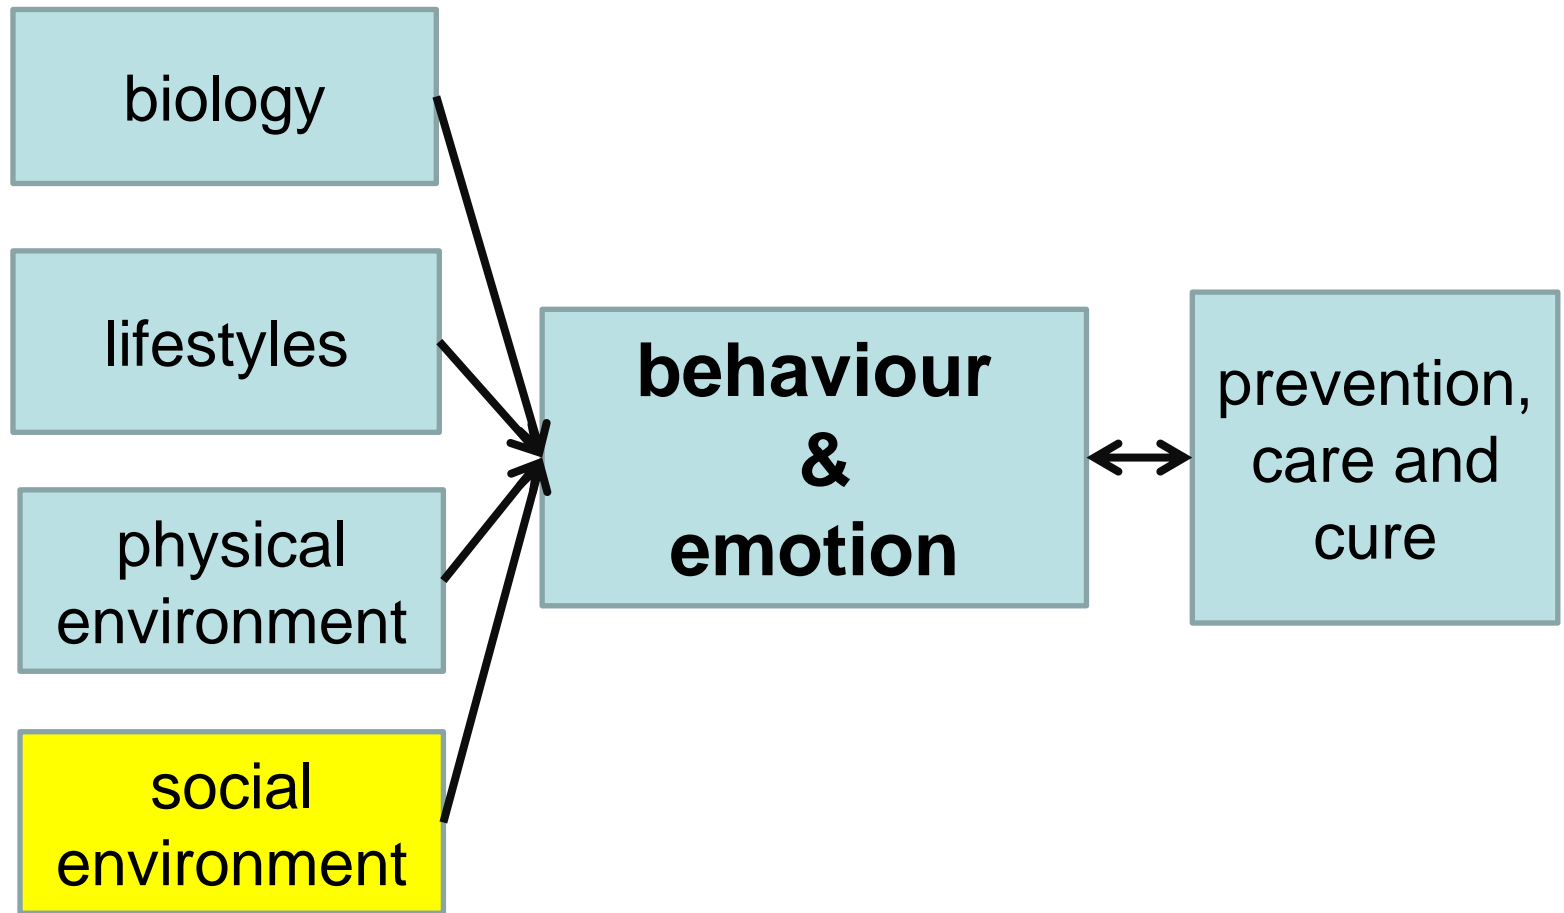 biology
lifestyles
physical
environment
social
environment
behaviour
&
emotion
prevention,
care and
cure